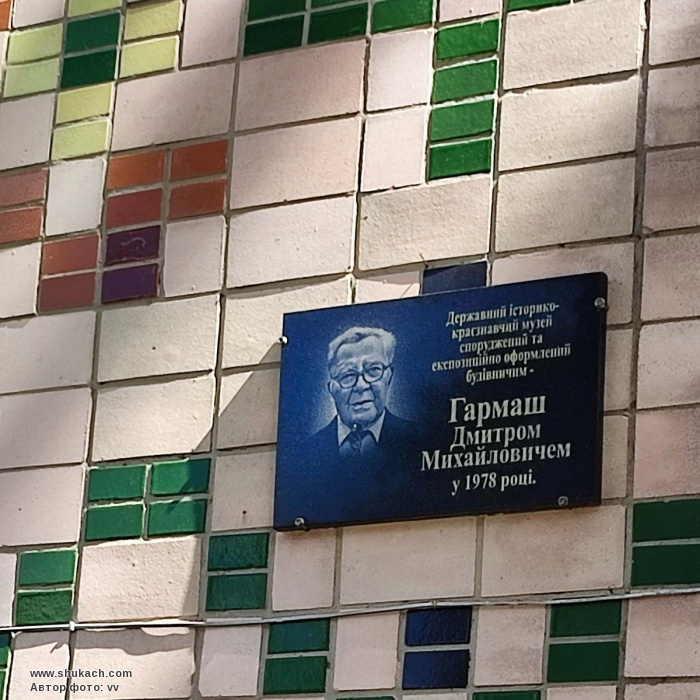 Державний історико-
краєзнавчий музей
споруджений та
експозиційно оформлений
будівничим -
Гармаш
Дмитром
Михайловичем
у 1978 році.
www.shukach.com
Автор фото: vv